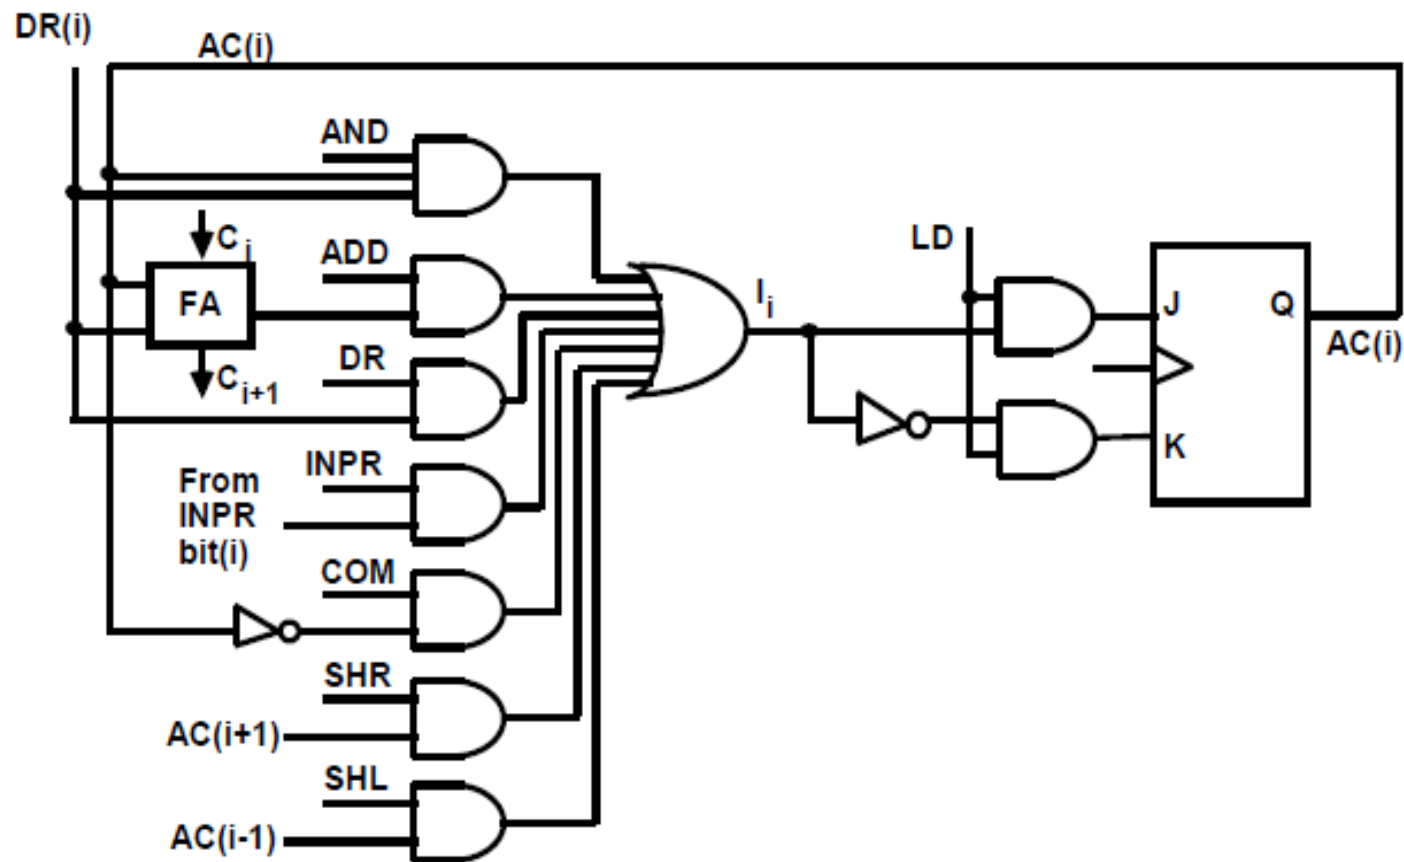 DR(i)
AC(i)
AND
C i
ADD
FA
C i+1
DR
From
INPR
bit(i)
INPR
COM
SHR
AC(i+1)
SHL
AC(i-1)
I i
LD
J
Q
K
AC(i)